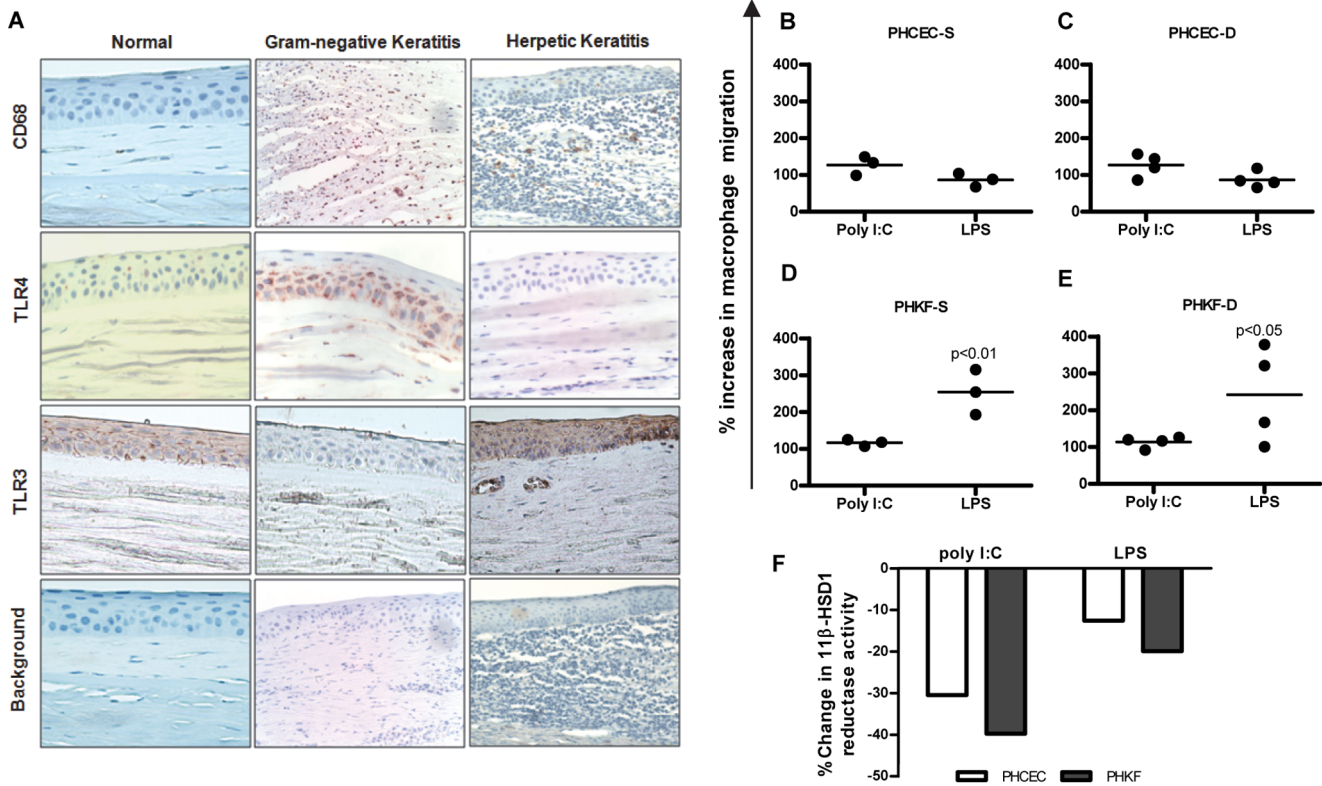 A
Normal
Gram-negative Keratitis
Herpetic Keratitis
CD68
TLR4
TLR3
Background
% increase in macrophage migration
B
PHCEC-S
400
300
200
100
0
Poly I:C
LPS
C
PHCEC-D
400
300
200
100
0
Poly I:C
LPS
D
PHKF-S
400
300
200
100
0
p<0.01
Poly I:C
LPS
E
PHKF-D
400
300
200
100
0
p<0.05
Poly I:C
LPS
F
poly I:C
LPS
% Change in 11β-HSD1
reductase activity
0
-10
-20
-30
-40
-50
PHCEC
PHKF